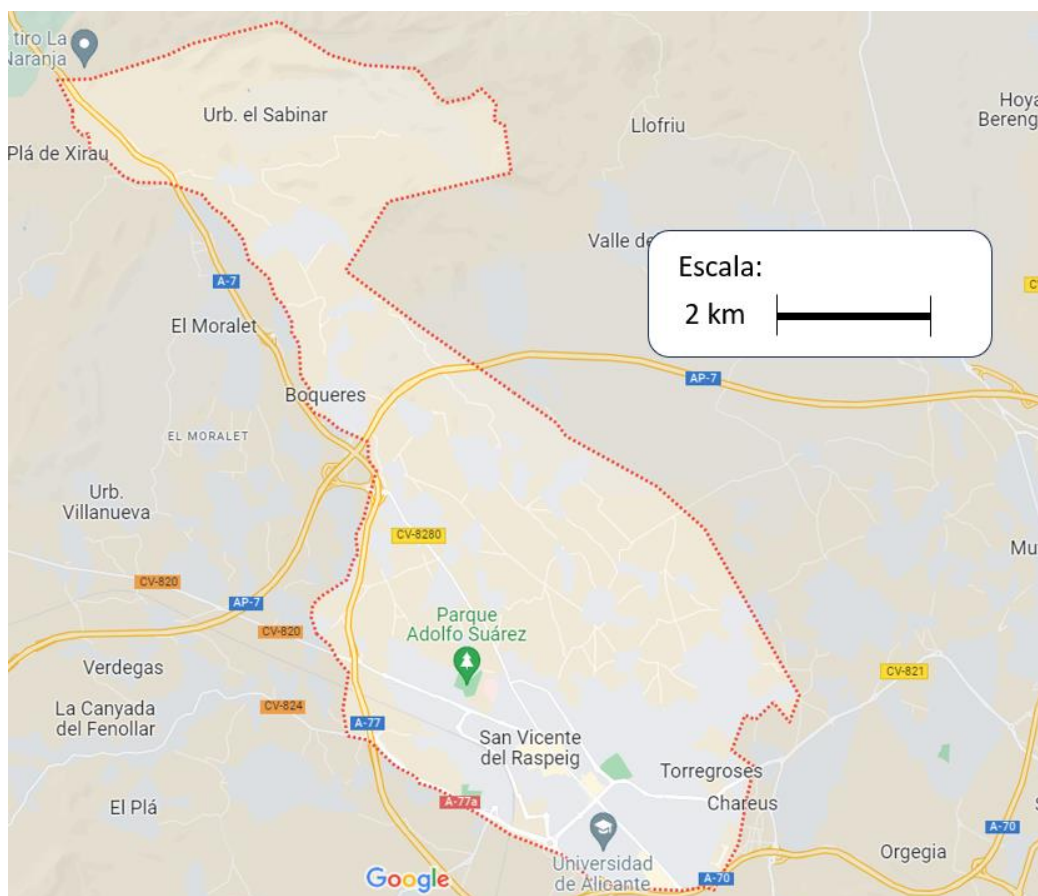 tiro La
Naranja
Urb. el Sabinar
Hoya
Bereng
Llofriu
Plá de Xirau
Valle de
Escala:
2 km
A-7
El Moralet
AP-7
Boqueres
EL MORALET
Urb.
Villanueva
CV-8280
Mu
CV-820
AP-7
CV-820
Parque
Adolfo Suárez
Verdegas
CV-821
La Canyada
del Fenollar
CV-824
A-77
San Vicente
del Raspeig
Torregroses
El Plá
A-77a
Chareus
A-70
Orgegia
Universidad
de Alicante
A-70
Google